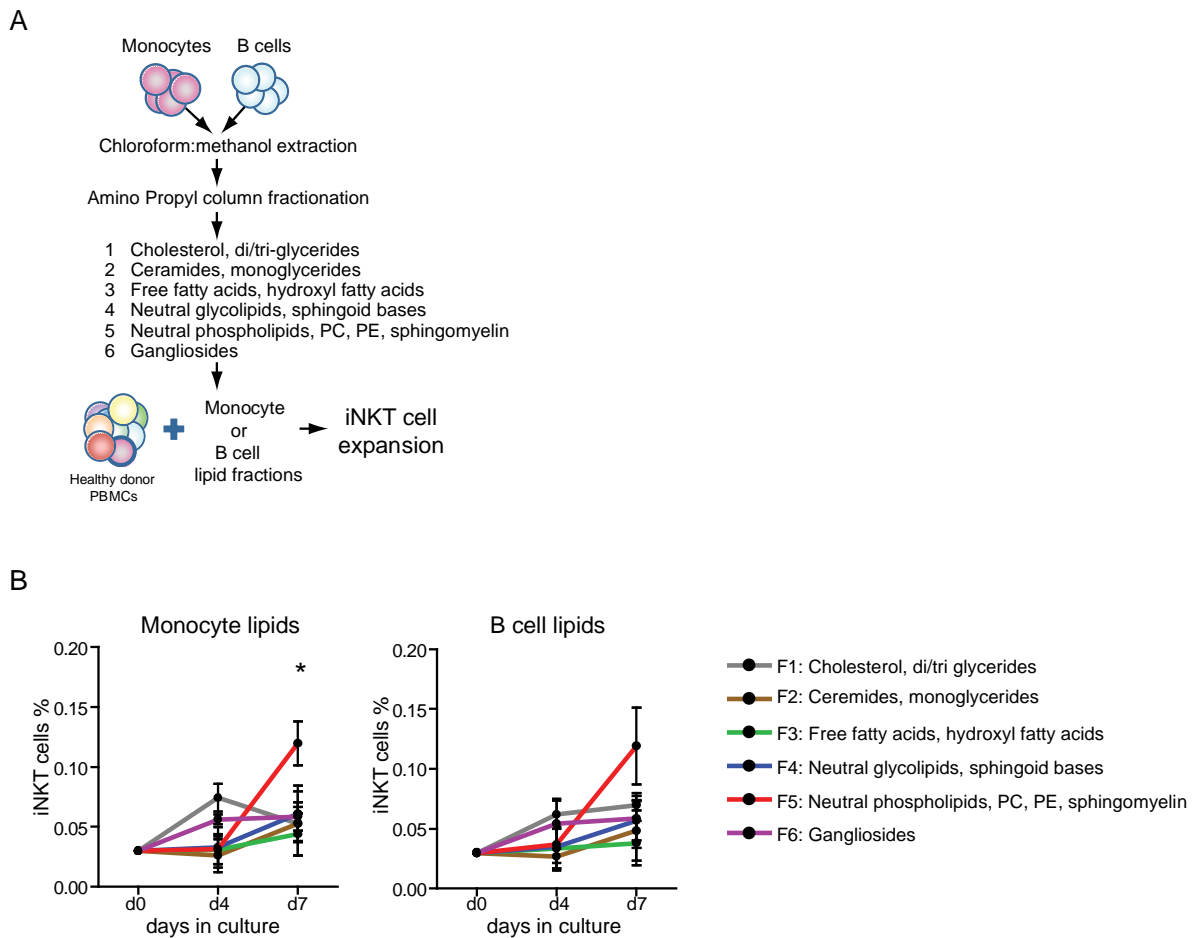 A
Monocytes B cells
Chloroform:methanol extraction
Amino Propyl column fractionation
1 Cholesterol, di/tri-glycerides
2 Ceramides, monoglycerides
3 Free fatty acids, hydroxyl fatty acids
4 Neutral glycolipids, sphingoid bases
5 Neutral phospholipids, PC, PE, sphingomyelin
6 Gangliosides
Healthy donor
PBMCs
+
Monocyte
or
B cell
lipid fractions
iNKT cell
expansion
B
Monocyte lipids
iNKT cells %
0.20
0.15
0.10
0.05
0.00
*
d0 d4 d7
days in culture
B cell lipids
iNKT cells %
0.20
0.15
0.10
0.05
0.00
d0 d4 d7
days in culture
F1: Cholesterol, di/tri glycerides
F2: Ceremides, monoglycerides
F3: Free fatty acids, hydroxyl fatty acids
F4: Neutral glycolipids, sphingoid bases
F5: Neutral phospholipids, PC, PE, sphingomyelin
F6: Gangliosides